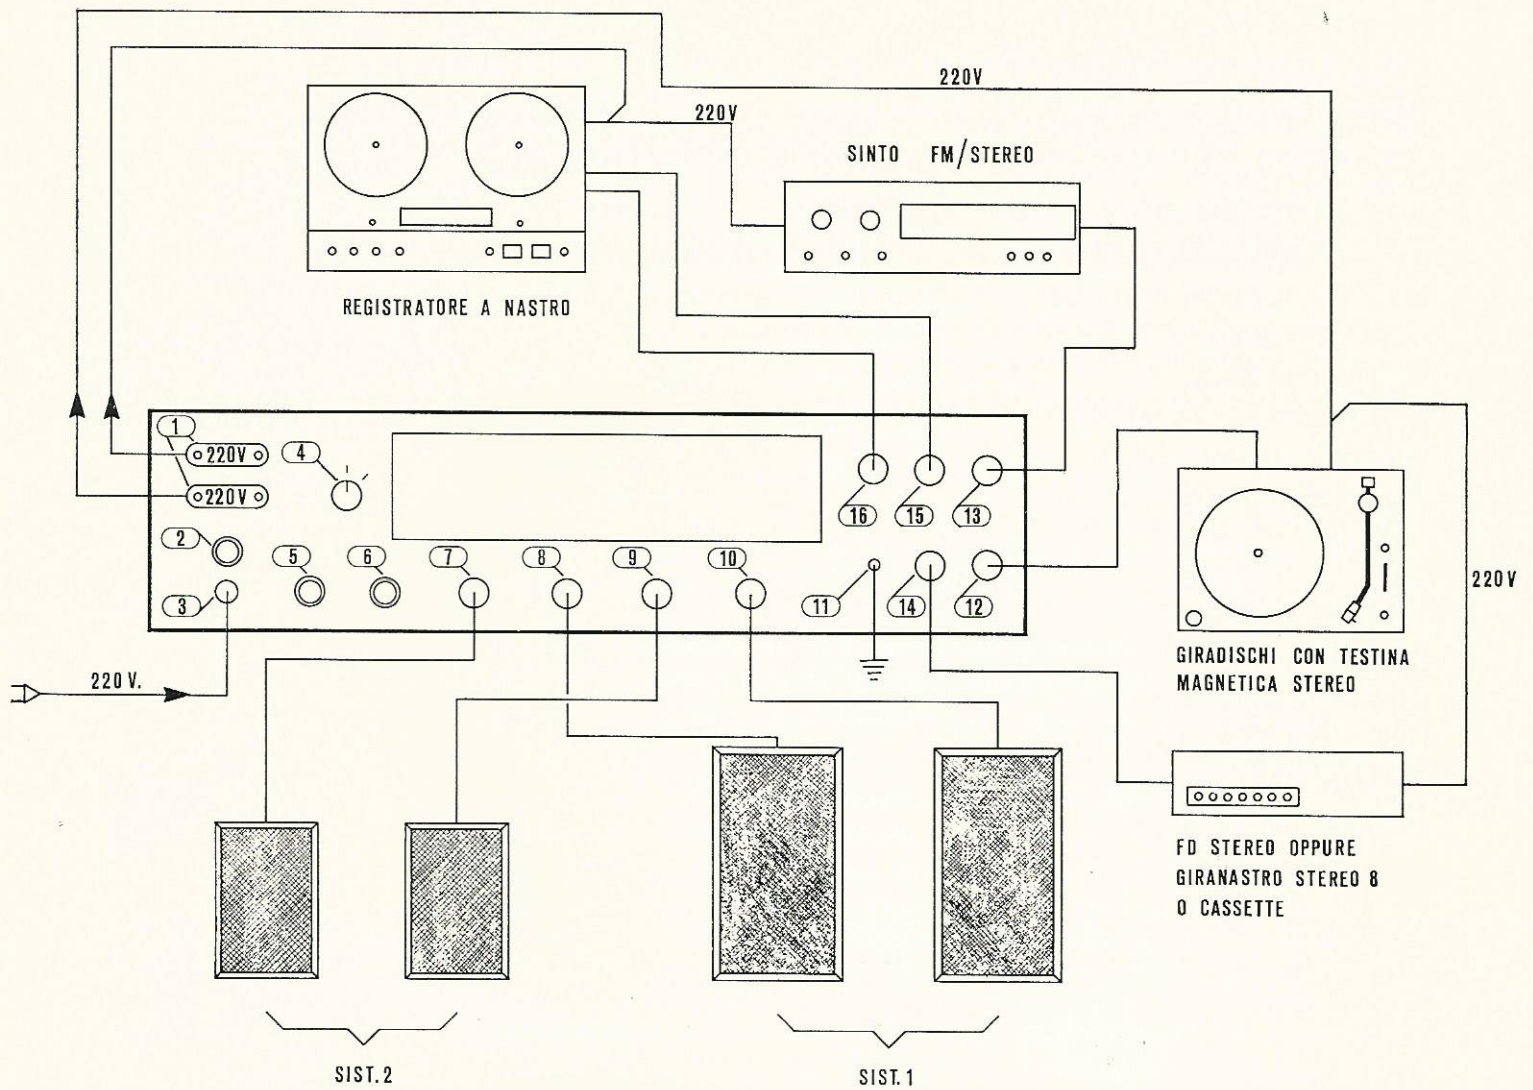 220V
220V
SINTO FM/STEREO
REGISTRATORE A NASTRO
1
220V
4
220V
16
15
13
2
5
6
7
8
9
10
3
11
14
12
220V
220 V.
GIRADISCHI CON TESTINA
MAGNETICA STEREO
FD STEREO OPPURE
GIRANASTRO STEREO 8
O CASSETTE
SIST. 2
SIST. 1